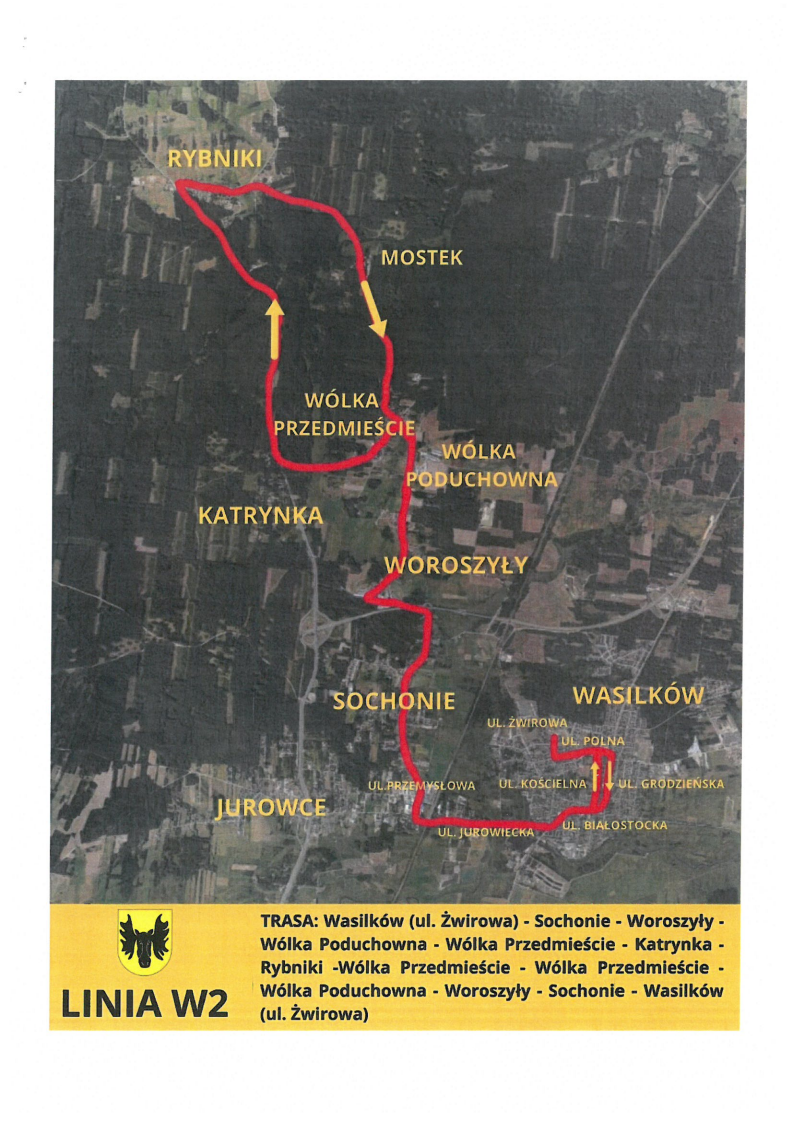 RYBNIKI
MOSTEK
WÓLKA
PRZEDMIEŚCIE
WÓLKA
PODUCHOWNA
KATRYNKA
WOROSZYŁY
SOCHONIE
WASILKÓW
UL. ŻWIROWA
UL. POLNA
UL.PRZEMYSŁOWA
UL. KOŚCIELNA
UL. GRODZIEŃSKA
JUROWCE
UL. JUROWIECKA
UL. BIAŁOSTOCKA
LINIA W2
TRASA: Wasilków (ul. Żwirowa) - Sochonie - Woroszyły -
Wólka Poduchowna - Wólka Przedmieście - Katrynka -
Rybniki -Wólka Przedmieście - Wólka Przedmieście -
Wólka Poduchowna - Woroszyły - Sochonie - Wasilków
(ul. Żwirowa)